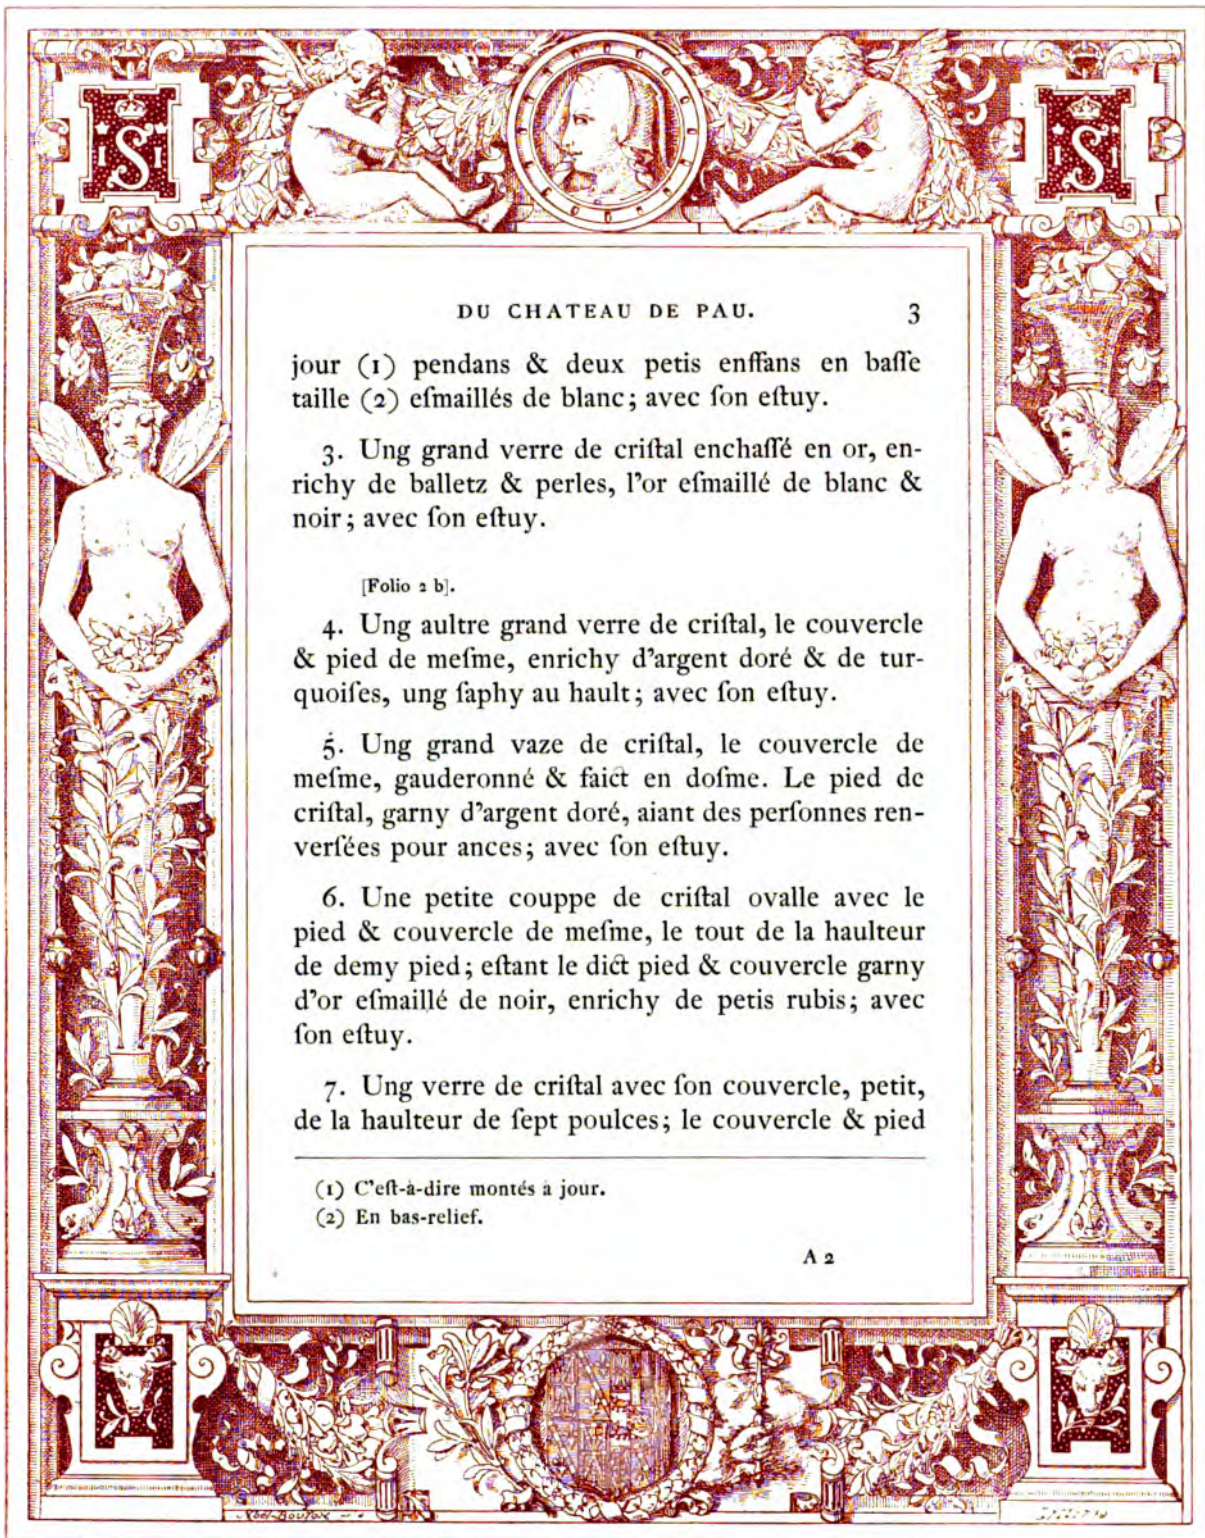 S
I I
S
I I
DU CHATEAU DE PAU. 3
jour (1) pendans & deux petis enffans en baſſe
taille (2) eſmaillés de blanc; avec ſon eſtuy.
3. Ung grand verre de criſtal enchaſſé en or, en-
richy de balletz & perles, l'or eſmaillé de blanc &
noir; avec ſon eſtuy.
[Folio 2 b].
4. Ung aultre grand verre de criſtal, le couvercle
& pied de meſme, enrichy d'argent doré & de tur-
quoiſes, ung ſaphy au hault; avec ſon eſtuy.
5. Ung grand vaze de criſtal, le couvercle de
meſme, gauderonné & faict en doſme. Le pied de
criſtal, garny d'argent doré, aiant des perſonnes ren-
verſées pour ances; avec ſon eſtuy.
6. Une petite couppe de criſtal ovalle avec le
pied & couvercle de meſme, le tout de la haulteur
de demy pied; eſtant le dict pied & couvercle garny
d'or eſmaillé de noir, enrichy de petis rubis; avec
ſon eſtuy.
7. Ung verre de criſtal avec ſon couvercle, petit,
de la haulteur de ſept poulces; le couvercle & pied
(1) C'eſt-à-dire montés à jour.
(2) En bas-relief.
A 2